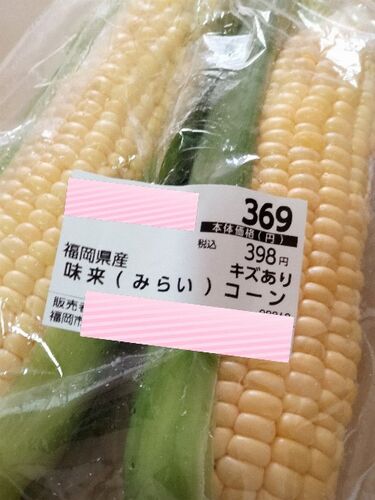 369
本体価格(円)
税込 398円
福岡県産 キズあり
味来(みらい)コーン
販売者
福岡市